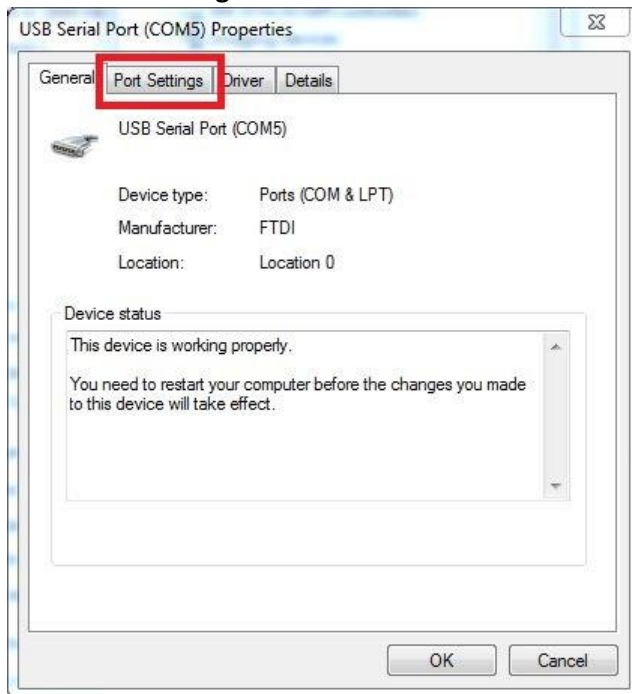 USB Serial Port (COM5) Properties
General Port Settings Driver Details
USB Serial Port (COM5)
Device type: Ports (COM & LPT)
Manufacturer: FTDI
Location: Location 0
Device status
This device is working properly.
You need to restart your computer before the changes you made
to this device will take effect.
OK Cancel